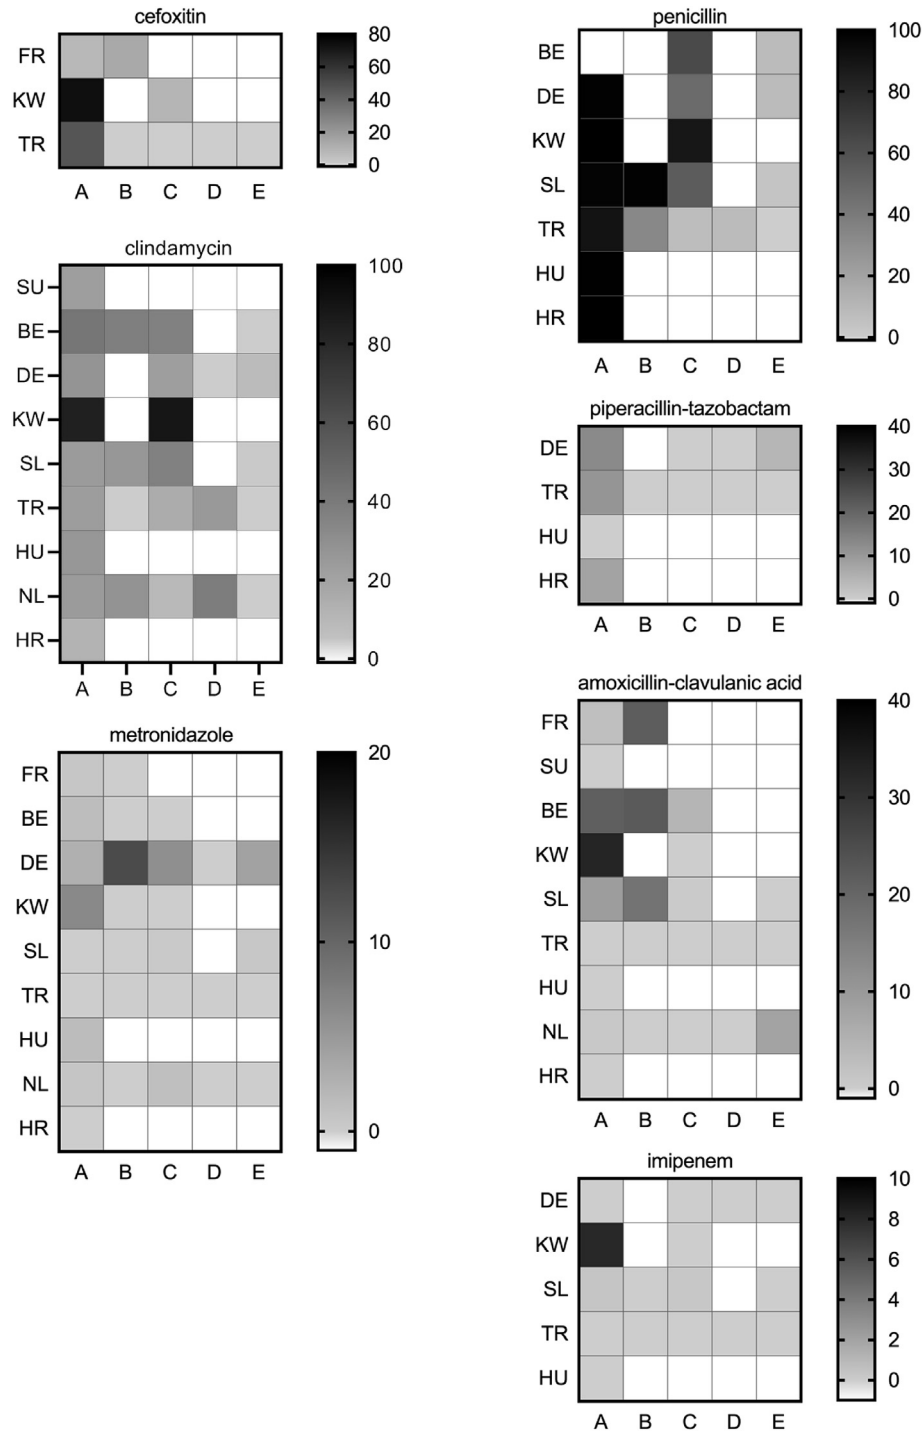 cefoxitin
FR
KW
TR
A B C D E
80
60
40
20
0
clindamycin
SU
BE
DE
KW
SL
TR
HU
NL
HR
A B C D E
100
80
60
40
20
0
metronidazole
FR
BE
DE
KW
SL
TR
HU
NL
HR
A B C D E
20
10
0
penicillin
BE
DE
KW
SL
TR
HU
HR
A B C D E
100
80
60
40
20
0
piperacillin-tazobactam
DE
TR
HU
HR
A B C D E
40
30
20
10
0
amoxicillin-clavulanic acid
FR
SU
BE
KW
SL
TR
HU
NL
HR
A B C D E
40
30
20
10
0
imipenem
DE
KW
SL
TR
HU
A B C D E
10
8
6
4
2
0